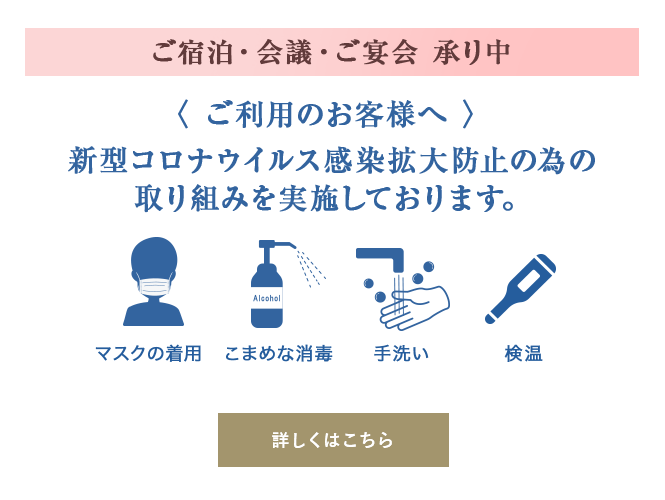 ご宿泊・会議・ご宴会 承り中
〈 ご利用のお客様へ 〉
新型コロナウイルス感染拡大防止の為の
取り組みを実施しております。
Alcohol
マスクの着用 こまめな消毒 手洗い 検温
詳しくはこちら